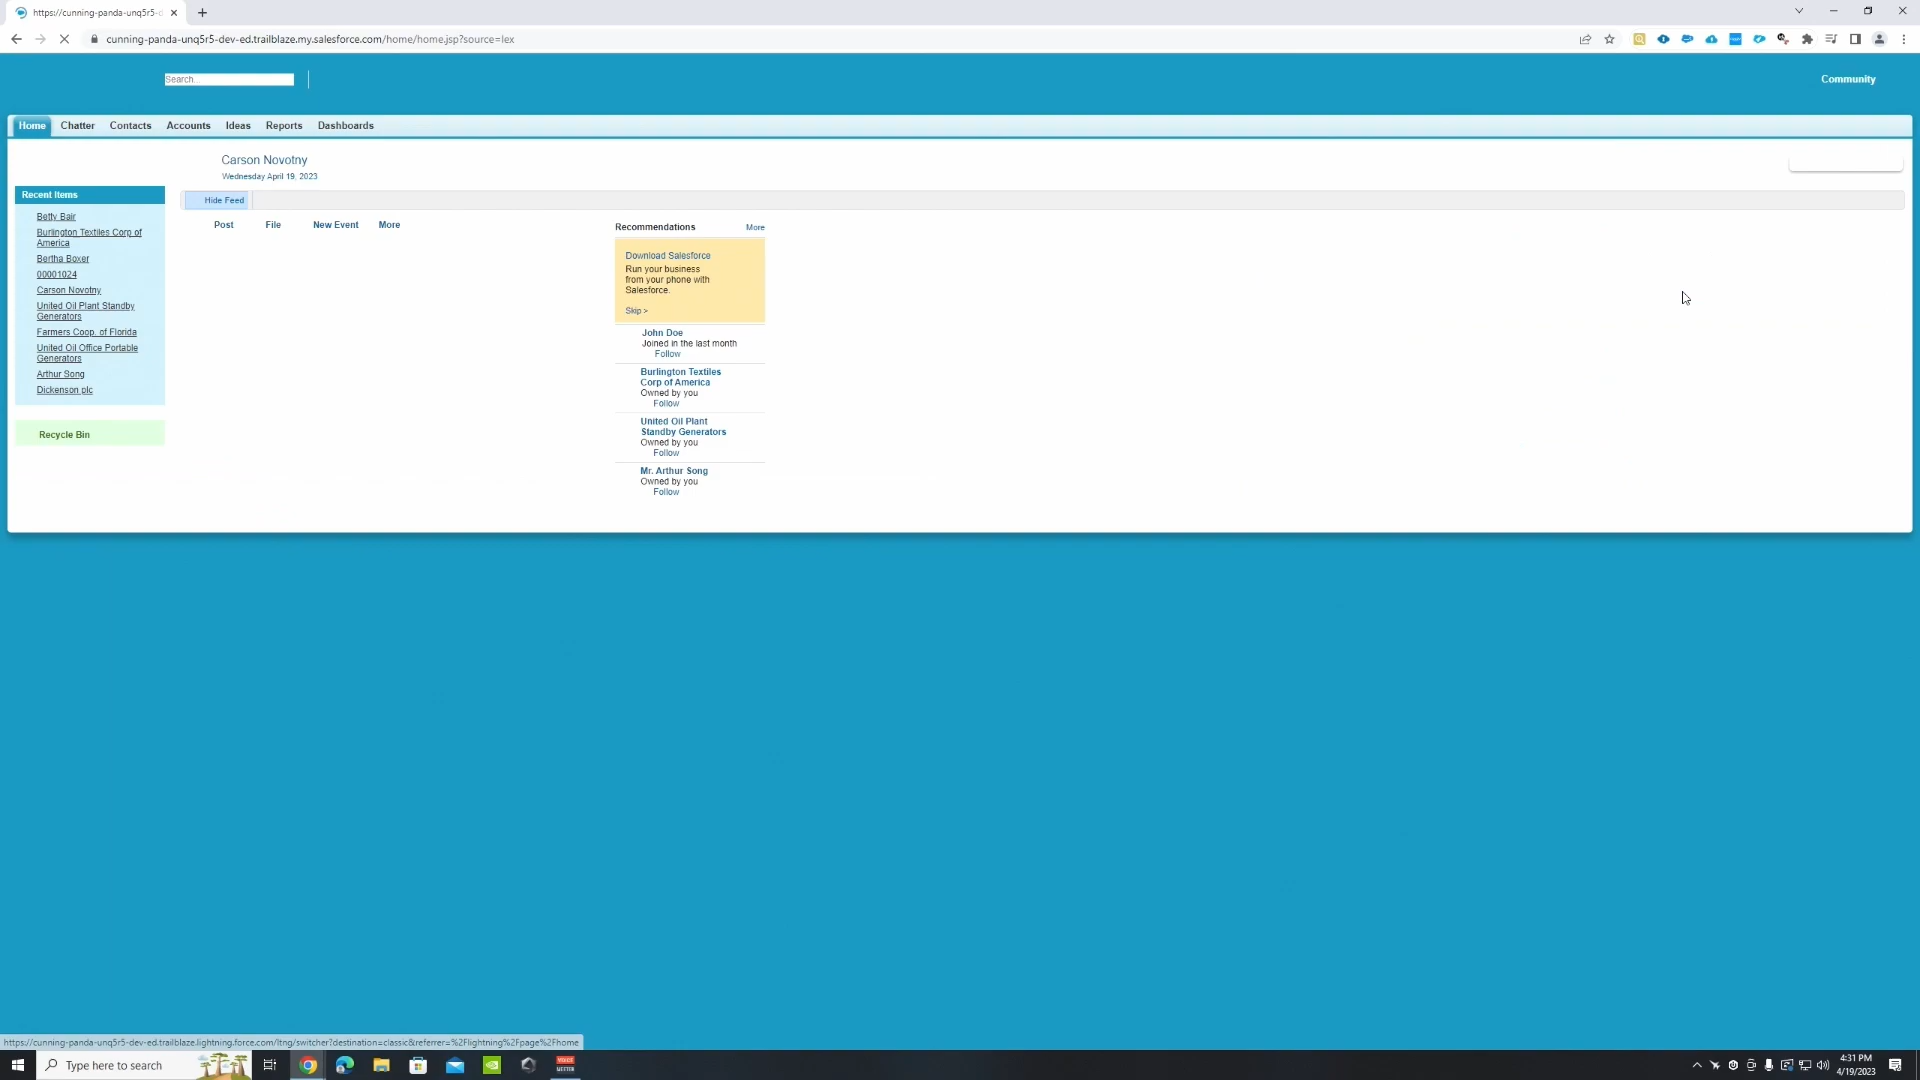 https://cunning-panda-unq5r5-d
cunning-panda-unq5r5-dev-ed.trailblaze.my.salesforce.com/home/home.jsp?source=lex
Search...
Community
Home Chatter Contacts Accounts Ideas Reports Dashboards
Carson Novotny
Wednesday April 19, 2023
Hide Feed
Post File New Event More
Recent Items
Betty Bair
Burlington Textiles Corp of
America
Bertha Boxer
00001024
Carson Novotny
United Oil Plant Standby
Generators
Farmers Coop. of Florida
United Oil Office Portable
Generators
Arthur Song
Dickenson plc
Recycle Bin
Recommendations More
Download Salesforce
Run your business
from your phone with
Salesforce.
Skip >
John Doe
Joined in the last month
Follow
Burlington Textiles
Corp of America
Owned by you
Follow
United Oil Plant
Standby Generators
Owned by you
Follow
Mr. Arthur Song
Owned by you
Follow
https://cunning-panda-unq5r5-dev-ed.trailblaze.lightning.force.com/ltng/switcher?destination=classic&referrer=%2Flightning%2Fpage%2Fhome
Type here to search
4:31 PM
4/19/2023